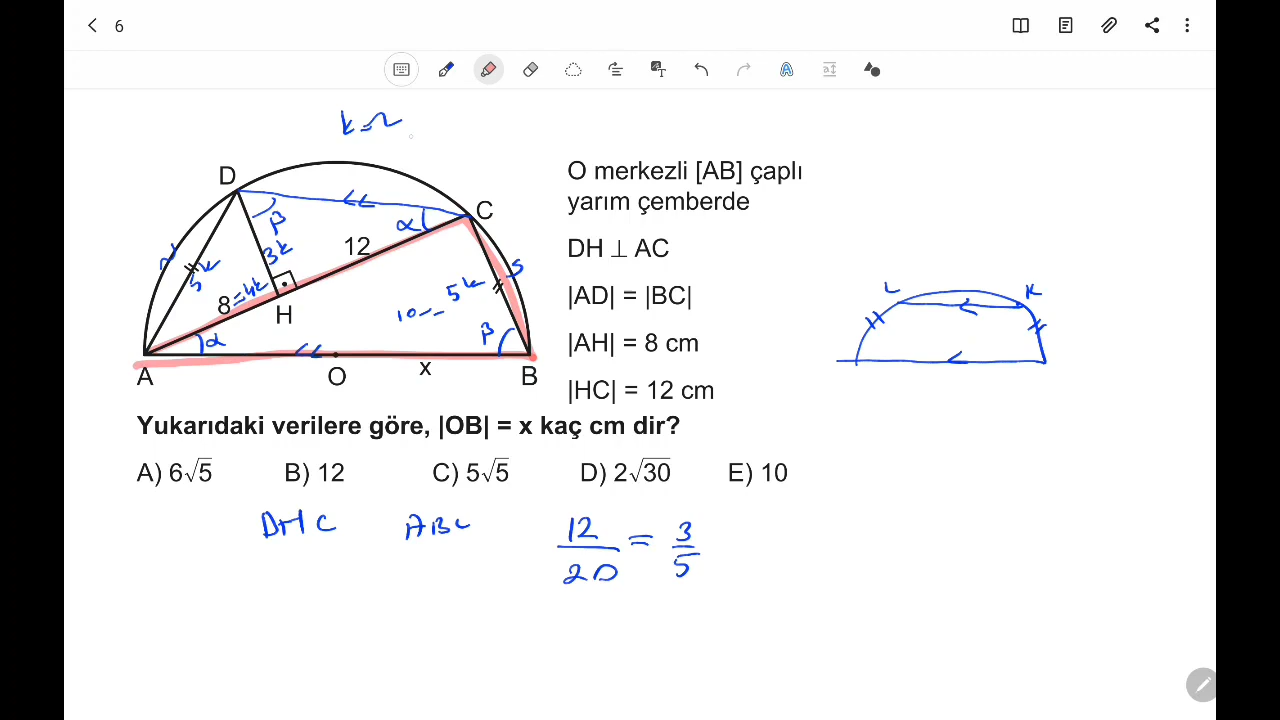 6
k=2
D
C
β
α
12
3k
5k
8=4k
H
5k
10
α
β
A
O
x
B
O merkezli [AB] çaplı
yarım çemberde
DH ⊥ AC
|AD| = |BC|
|AH| = 8 cm
|HC| = 12 cm
L
K
Yukarıdaki verilere göre, |OB| = x kaç cm dir?
A) 6√5 B) 12 C) 5√5 D) 2√30 E) 10
DHC ABC 12/20 = 3/5